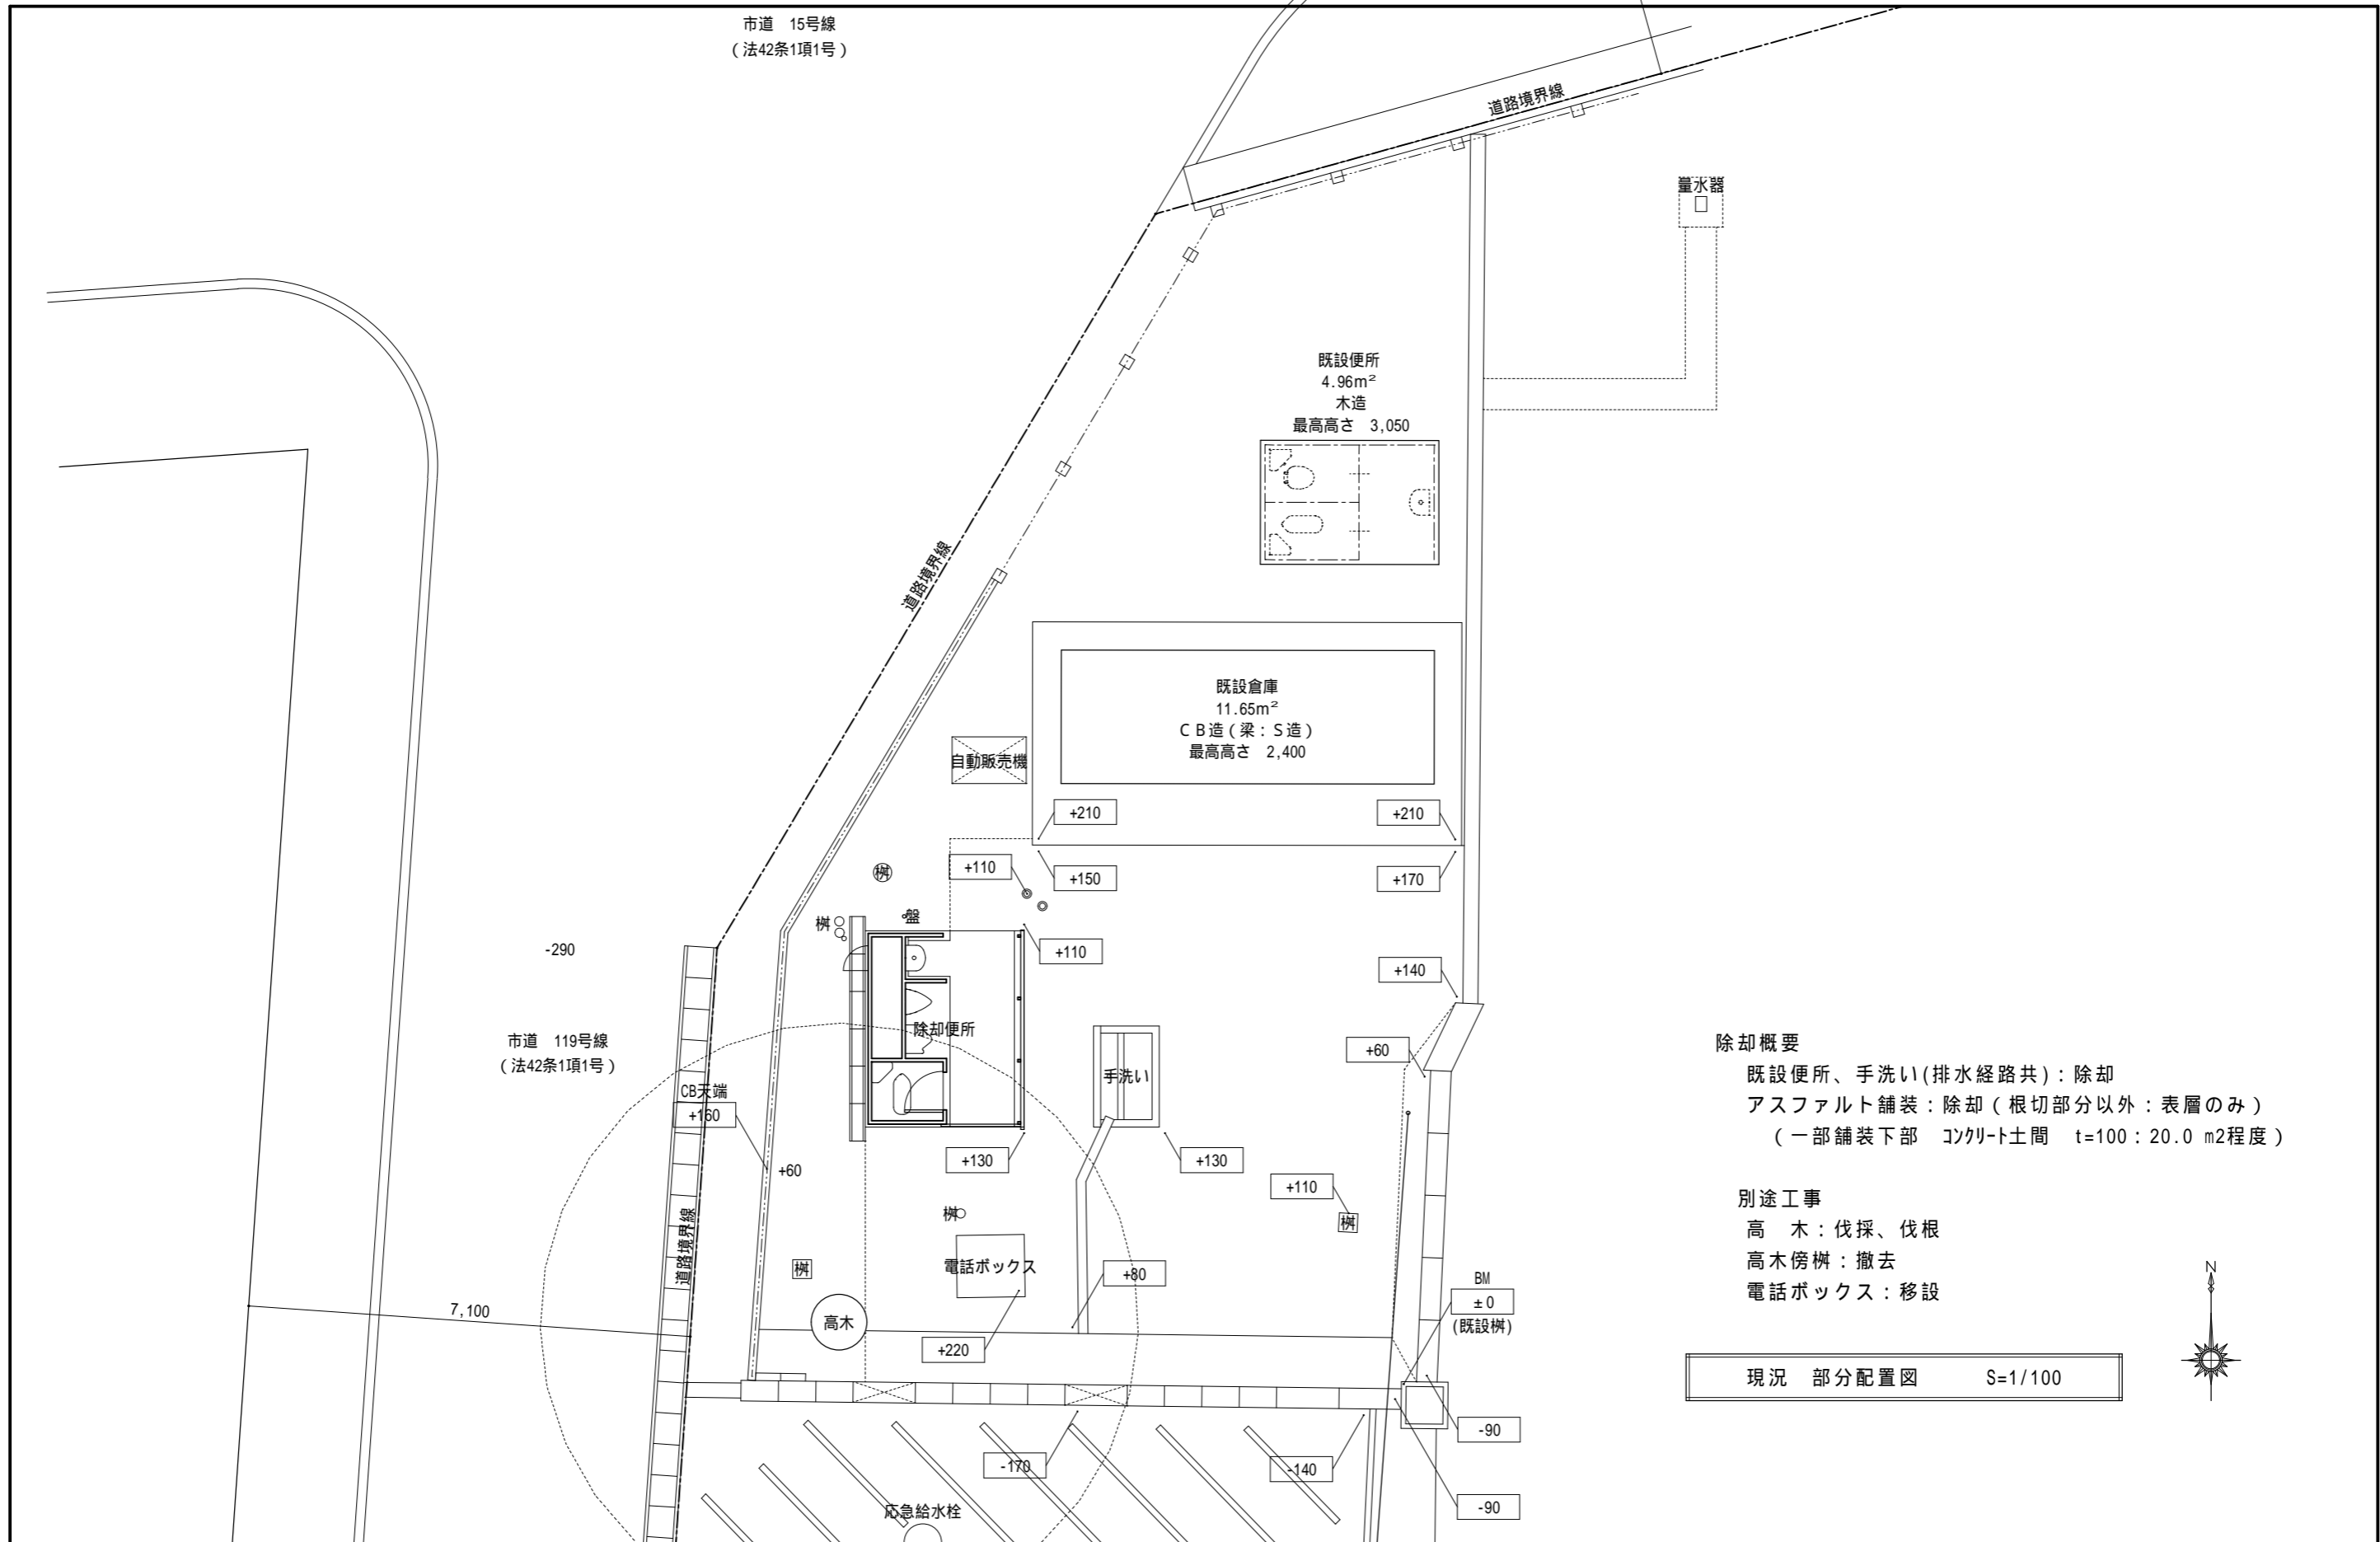 市道　15号線
（法42条1項1号）
道路境界線
量水器
既設便所
4.96m²
木造
最高高さ　3,050
道路境界線
既設倉庫
11.65m²
ＣＢ造（梁：Ｓ造）
最高高さ　2,400
自動販売機
+210
+210
+110
+150
+170
桝
桝
盤
-290
+110
+140
市道　119号線
（法42条1項1号）
除却便所
+60
手洗い
CB天端
+160
+60
+130
+130
+110
桝
桝
桝
道路境界線
電話ボックス
+80
7,100
高木
+220
BM
±0
(既設桝)
-90
-170
-140
-90
応急給水栓
除却概要
既設便所、手洗い(排水経路共)：除却
アスファルト舗装：除却（根切部分以外：表層のみ）
（一部舗装下部　ｺﾝｸﾘｰﾄ土間　t=100：20.0 m2程度）
別途工事
高　木：伐採、伐根
高木傍桝：撤去
電話ボックス：移設
N
現況　部分配置図　　S=1/100